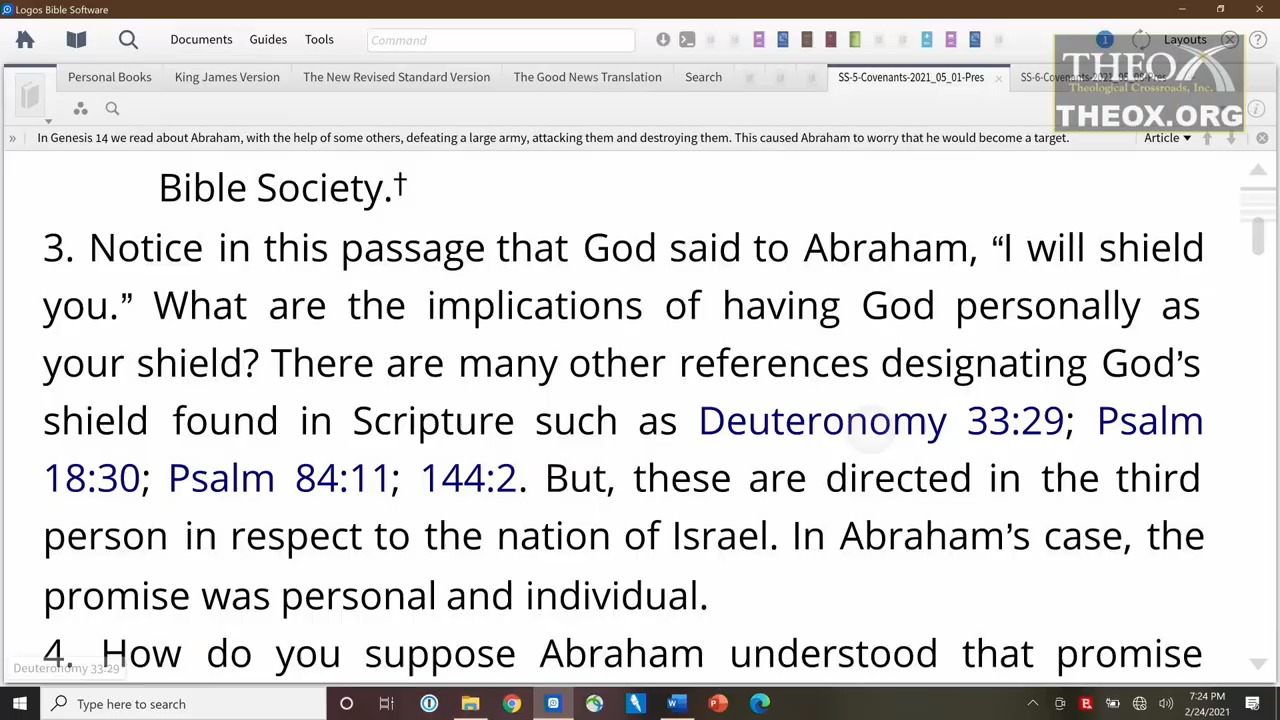 Logos Bible Software
Documents Guides Tools Command Layouts
Personal Books King James Version The New Revised Standard Version The Good News Translation Search SS-5-Covenants-2021_05_01-Pres
THEOX
Theological Crossroads, Inc.
THEOX.ORG
» In Genesis 14 we read about Abraham, with the help of some others, defeating a large army, attacking them and destroying them. This caused Abraham to worry that he would become a target. Article
Bible Society.†
3. Notice in this passage that God said to Abraham, “I will shield
you.” What are the implications of having God personally as
your shield? There are many other references designating God’s
shield found in Scripture such as Deuteronomy 33:29; Psalm
18:30; Psalm 84:11; 144:2. But, these are directed in the third
person in respect to the nation of Israel. In Abraham’s case, the
promise was personal and individual.
4. How do you suppose Abraham understood that promise
Deuteronomy 33:29
Type here to search
7:24 PM
2/24/2021